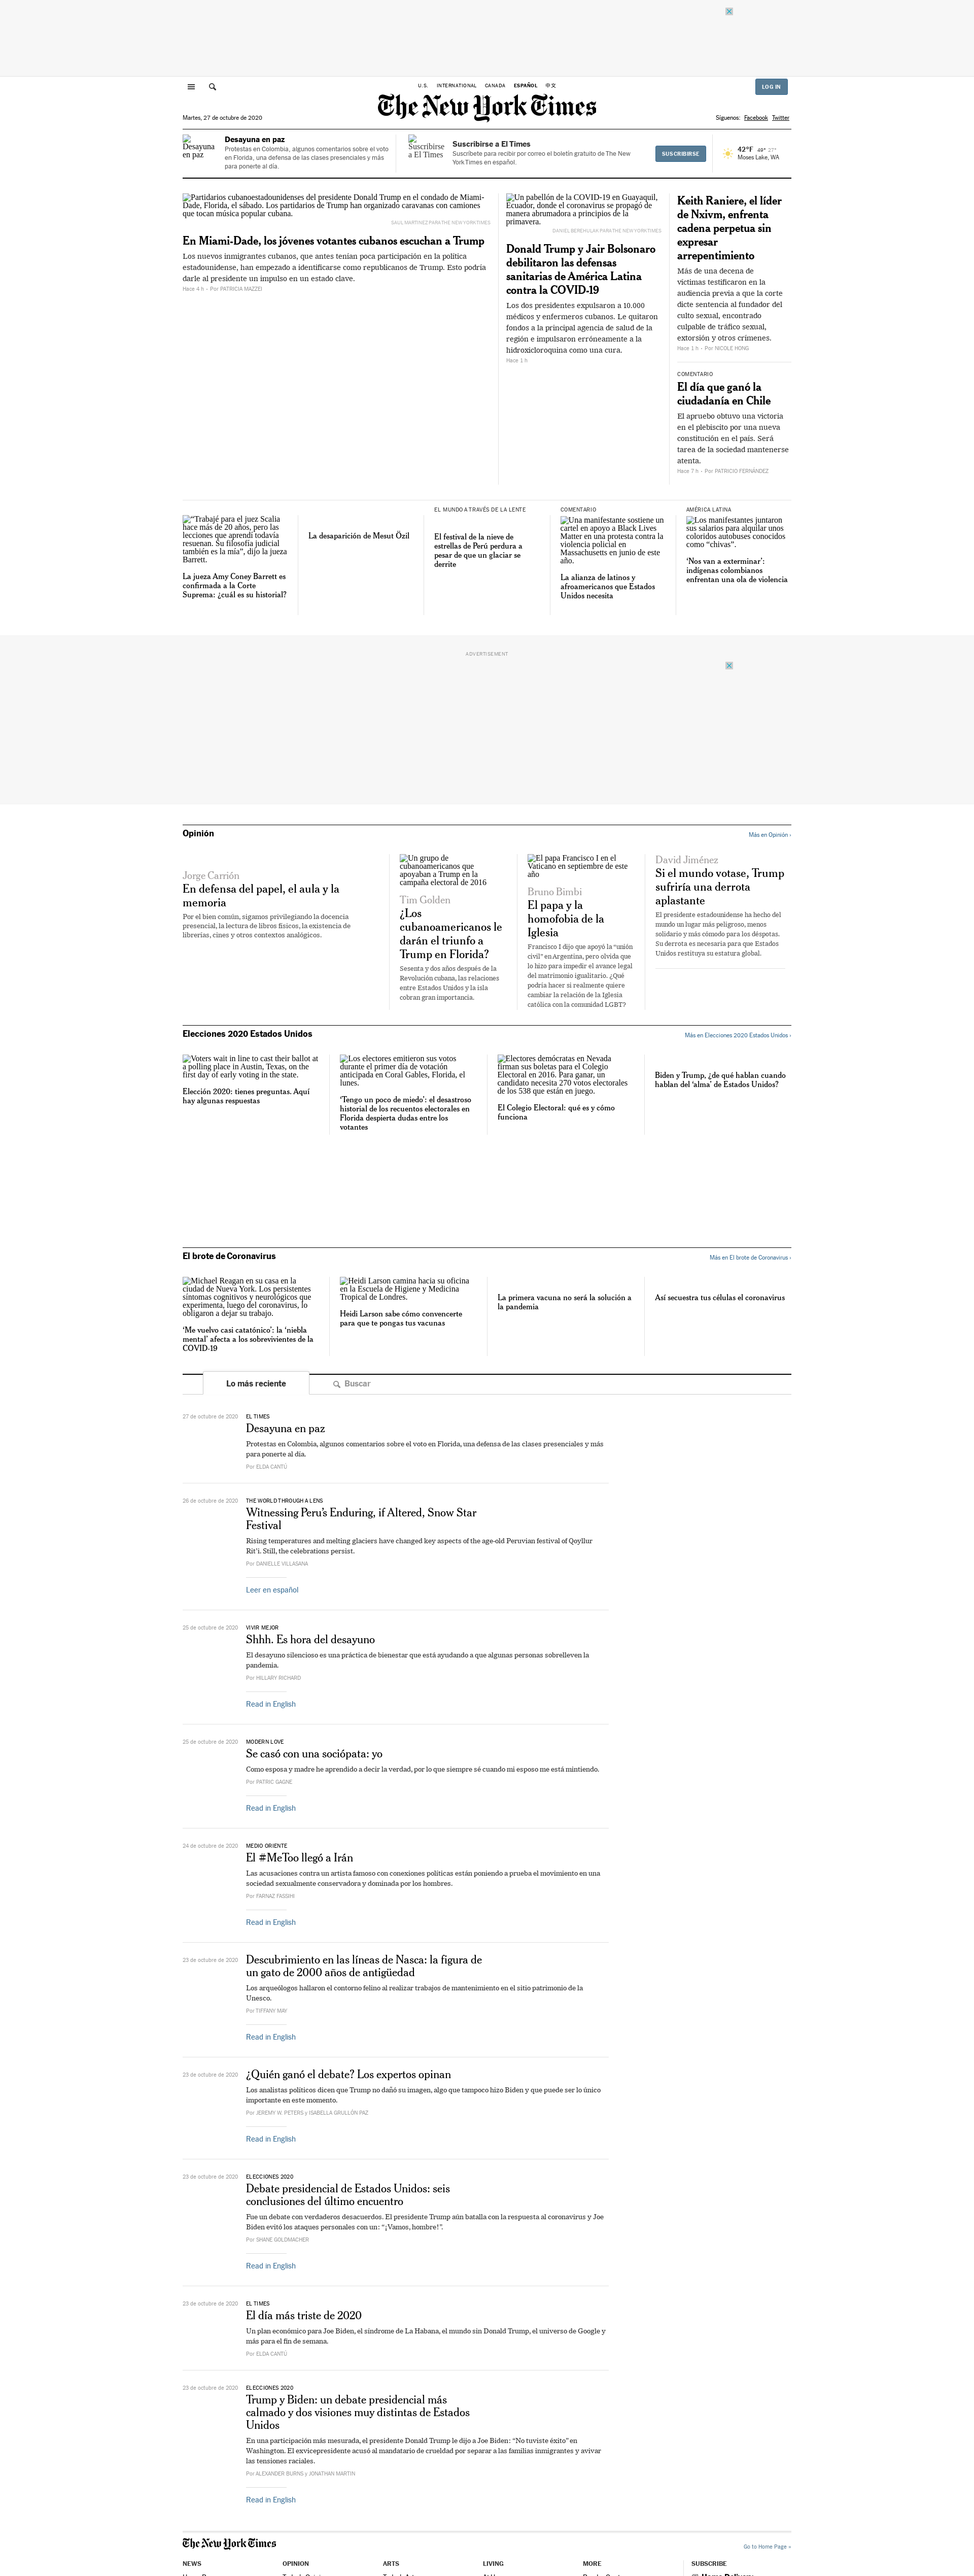 U.S. INTERNATIONAL CANADA ESPAÑOL 中文
LOG IN
The New York Times
Martes, 27 de octubre de 2020
Síguenos: Facebook Twitter
Desayuna en paz
Desayuna en paz
Protestas en Colombia, algunos comentarios sobre el voto
en Florida, una defensa de las clases presenciales y más
para ponerte al día.
Suscribirse a El Times
Suscribirse a El Times
Suscríbete para recibir por correo el boletín gratuito de The New
York Times en español.
SUSCRIBIRSE
42°F 49° 27°
Moses Lake, WA
Partidarios cubanoestadounidenses del presidente Donald Trump en el condado de Miami-
Dade, Florida, el sábado. Los partidarios de Trump han organizado caravanas con camiones
que tocan música popular cubana.
SAUL MARTINEZ PARA THE NEW YORK TIMES
En Miami-Dade, los jóvenes votantes cubanos escuchan a Trump
Los nuevos inmigrantes cubanos, que antes tenían poca participación en la política
estadounidense, han empezado a identificarse como republicanos de Trump. Esto podría
darle al presidente un impulso en un estado clave.
Hace 4 h – Por PATRICIA MAZZEI
Un pabellón de la COVID-19 en Guayaquil,
Ecuador, donde el coronavirus se propagó de
manera abrumadora a principios de la
primavera.
DANIEL BEREHULAK PARA THE NEW YORK TIMES
Donald Trump y Jair Bolsonaro
debilitaron las defensas
sanitarias de América Latina
contra la COVID-19
Los dos presidentes expulsaron a 10.000
médicos y enfermeros cubanos. Le quitaron
fondos a la principal agencia de salud de la
región e impulsaron erróneamente a la
hidroxicloroquina como una cura.
Hace 1 h
Keith Raniere, el líder
de Nxivm, enfrenta
cadena perpetua sin
expresar
arrepentimiento
Más de una decena de
víctimas testificaron en la
audiencia previa a que la corte
dicte sentencia al fundador del
culto sexual, encontrado
culpable de tráfico sexual,
extorsión y otros crímenes.
Hace 1 h – Por NICOLE HONG
COMENTARIO
El día que ganó la
ciudadanía en Chile
El apruebo obtuvo una victoria
en el plebiscito por una nueva
constitución en el país. Será
tarea de la sociedad mantenerse
atenta.
Hace 7 h – Por PATRICIO FERNÁNDEZ
"Trabajé para el juez Scalia
hace más de 20 años, pero las
lecciones que aprendí todavía
resuenan. Su filosofía judicial
también es la mía", dijo la jueza
Barrett.
La jueza Amy Coney Barrett es
confirmada a la Corte
Suprema: ¿cuál es su historial?
La desaparición de Mesut Özil
EL MUNDO A TRAVÉS DE LA LENTE
El festival de la nieve de
estrellas de Perú perdura a
pesar de que un glaciar se
derrite
COMENTARIO
Una manifestante sostiene un
cartel en apoyo a Black Lives
Matter en una protesta contra la
violencia policial en
Massachusetts en junio de este
año.
La alianza de latinos y
afroamericanos que Estados
Unidos necesita
AMÉRICA LATINA
Los manifestantes juntaron
sus salarios para alquilar unos
coloridos autobuses conocidos
como “chivas”.
‘Nos van a exterminar’:
indígenas colombianos
enfrentan una ola de violencia
ADVERTISEMENT
Opinión
Más en Opinión ›
Jorge Carrión
En defensa del papel, el aula y la
memoria
Por el bien común, sigamos privilegiando la docencia
presencial, la lectura de libros físicos, la existencia de
librerías, cines y otros contextos analógicos.
Un grupo de
cubanoamericanos que
apoyaban a Trump en la
campaña electoral de 2016
Tim Golden
¿Los
cubanoamericanos le
darán el triunfo a
Trump en Florida?
Sesenta y dos años después de la
Revolución cubana, las relaciones
entre Estados Unidos y la isla
cobran gran importancia.
El papa Francisco I en el
Vaticano en septiembre de este
año
Bruno Bimbi
El papa y la
homofobia de la
Iglesia
Francisco I dijo que apoyó la “unión
civil” en Argentina, pero olvida que
lo hizo para impedir el avance legal
del matrimonio igualitario. ¿Qué
podría hacer si realmente quiere
cambiar la relación de la Iglesia
católica con la comunidad LGBT?
David Jiménez
Si el mundo votase, Trump
sufriría una derrota
aplastante
El presidente estadounidense ha hecho del
mundo un lugar más peligroso, menos
solidario y más cómodo para los déspotas.
Su derrota es necesaria para que Estados
Unidos restituya su estatura global.
Elecciones 2020 Estados Unidos
Más en Elecciones 2020 Estados Unidos ›
Voters wait in line to cast their ballot at
a polling place in Austin, Texas, on the
first day of early voting in the state.
Elección 2020: tienes preguntas. Aquí
hay algunas respuestas
Los electores emitieron sus votos
durante el primer día de votación
anticipada en Coral Gables, Florida, el
lunes.
‘Tengo un poco de miedo’: el desastroso
historial de los recuentos electorales en
Florida despierta dudas entre los
votantes
Electores demócratas en Nevada
firman sus boletas para el Colegio
Electoral en 2016. Para ganar, un
candidato necesita 270 votos electorales
de los 538 que están en juego.
El Colegio Electoral: qué es y cómo
funciona
Biden y Trump, ¿de qué hablan cuando
hablan del ‘alma’ de Estados Unidos?
El brote de Coronavirus
Más en El brote de Coronavirus ›
Michael Reagan en su casa en la
ciudad de Nueva York. Los persistentes
síntomas cognitivos y neurológicos que
experimenta, luego del coronavirus, lo
obligaron a dejar su trabajo.
‘Me vuelvo casi catatónico’: la ‘niebla
mental’ afecta a los sobrevivientes de la
COVID-19
Heidi Larson camina hacia su oficina
en la Escuela de Higiene y Medicina
Tropical de Londres.
Heidi Larson sabe cómo convencerte
para que te pongas tus vacunas
La primera vacuna no será la solución a
la pandemia
Así secuestra tus células el coronavirus
Lo más reciente
Buscar
27 de octubre de 2020 EL TIMES
Desayuna en paz
Protestas en Colombia, algunos comentarios sobre el voto en Florida, una defensa de las clases presenciales y más
para ponerte al día.
Por ELDA CANTÚ
26 de octubre de 2020 THE WORLD THROUGH A LENS
Witnessing Peru’s Enduring, if Altered, Snow Star
Festival
Rising temperatures and melting glaciers have changed key aspects of the age-old Peruvian festival of Qoyllur
Rit’i. Still, the celebrations persist.
Por DANIELLE VILLASANA
Leer en español
25 de octubre de 2020 VIVIR MEJOR
Shhh. Es hora del desayuno
El desayuno silencioso es una práctica de bienestar que está ayudando a que algunas personas sobrelleven la
pandemia.
Por HILLARY RICHARD
Read in English
25 de octubre de 2020 MODERN LOVE
Se casó con una sociópata: yo
Como esposa y madre he aprendido a decir la verdad, por lo que siempre sé cuando mi esposo me está mintiendo.
Por PATRIC GAGNE
Read in English
24 de octubre de 2020 MEDIO ORIENTE
El #MeToo llegó a Irán
Las acusaciones contra un artista famoso con conexiones políticas están poniendo a prueba el movimiento en una
sociedad sexualmente conservadora y dominada por los hombres.
Por FARNAZ FASSIHI
Read in English
23 de octubre de 2020
Descubrimiento en las líneas de Nasca: la figura de
un gato de 2000 años de antigüedad
Los arqueólogos hallaron el contorno felino al realizar trabajos de mantenimiento en el sitio patrimonio de la
Unesco.
Por TIFFANY MAY
Read in English
23 de octubre de 2020
¿Quién ganó el debate? Los expertos opinan
Los analistas políticos dicen que Trump no dañó su imagen, algo que tampoco hizo Biden y que puede ser lo único
importante en este momento.
Por JEREMY W. PETERS y ISABELLA GRULLÓN PAZ
Read in English
23 de octubre de 2020 ELECCIONES 2020
Debate presidencial de Estados Unidos: seis
conclusiones del último encuentro
Fue un debate con verdaderos desacuerdos. El presidente Trump aún batalla con la respuesta al coronavirus y Joe
Biden evitó los ataques personales con un: “¡Vamos, hombre!”.
Por SHANE GOLDMACHER
Read in English
23 de octubre de 2020 EL TIMES
El día más triste de 2020
Un plan económico para Joe Biden, el síndrome de La Habana, el mundo sin Donald Trump, el universo de Google y
más para el fin de semana.
Por ELDA CANTÚ
23 de octubre de 2020 ELECCIONES 2020
Trump y Biden: un debate presidencial más
calmado y dos visiones muy distintas de Estados
Unidos
En una participación más mesurada, el presidente Donald Trump le dijo a Joe Biden: “No tuviste éxito” en
Washington. El exvicepresidente acusó al mandatario de crueldad por separar a las familias inmigrantes y avivar
las tensiones raciales.
Por ALEXANDER BURNS y JONATHAN MARTIN
Read in English
The New York Times
Go to Home Page »
NEWS OPINION ARTS LIVING MORE SUBSCRIBE